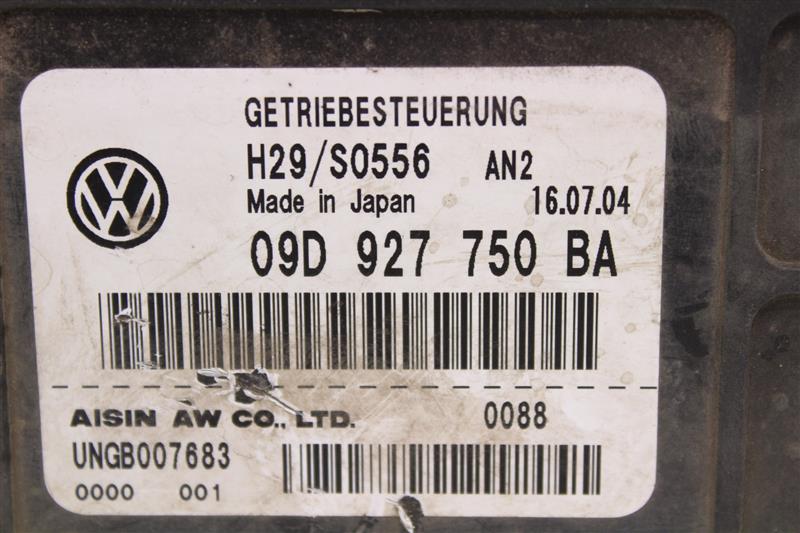 GETRIEBESTEUERUNG
H29/S0556 AN2
Made in Japan 16.07.04
09D 927 750 BA
AISIN AW CO., LTD. 0088
UNGB007683
0000 001